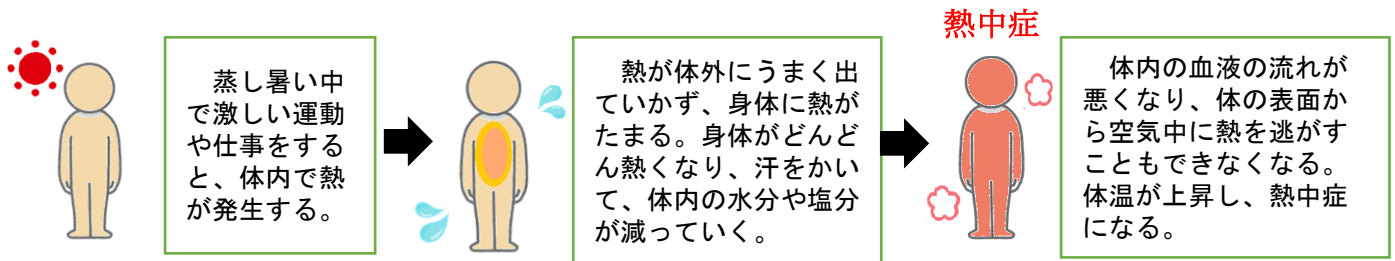 蒸し暑い中
で激しい運動
や仕事をする
と、体内で熱
が発生する。
熱が体外にうまく出
ていかず、身体に熱が
たまる。身体がどんど
ん熱くなり、汗をかい
て、体内の水分や塩分
が減っていく。
熱中症
体内の血液の流れが
悪くなり、体の表面か
ら空気中に熱を逃がす
こともできなくなる。
体温が上昇し、熱中症
になる。